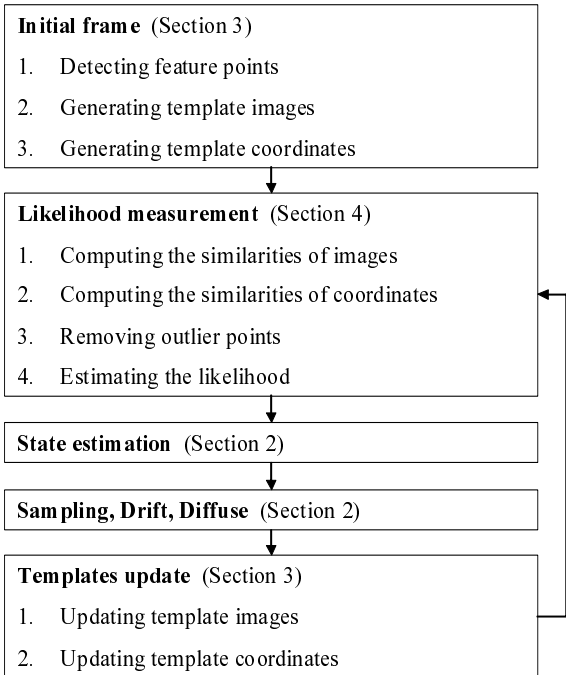 Initial frame (Section 3)
1. Detecting feature points
2. Generating template images
3. Generating template coordinates
Likelihood measurement (Section 4)
1. Computing the similarities of images
2. Computing the similarities of coordinates
3. Removing outlier points
4. Estimating the likelihood
State estimation (Section 2)
Sampling, Drift, Diffuse (Section 2)
Templates update (Section 3)
1. Updating template images
2. Updating template coordinates